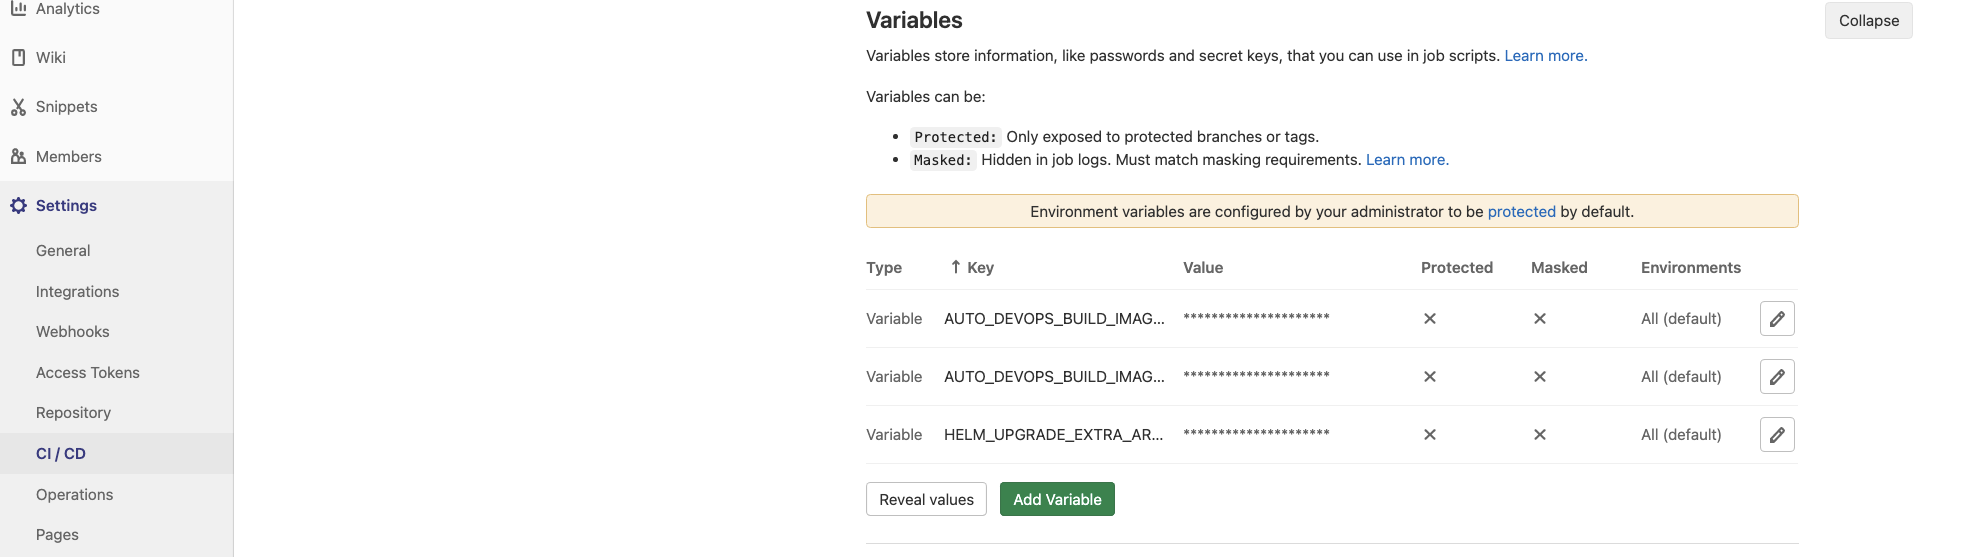 Analytics
Wiki
Snippets
Members
Settings
General
Integrations
Webhooks
Access Tokens
Repository
CI / CD
Operations
Pages
Variables
Collapse
Variables store information, like passwords and secret keys, that you can use in job scripts. Learn more.
Variables can be:
• Protected: Only exposed to protected branches or tags.
• Masked: Hidden in job logs. Must match masking requirements. Learn more.
Environment variables are configured by your administrator to be protected by default.
Type ↑ Key Value Protected Masked Environments
Variable AUTO_DEVOPS_BUILD_IMAG... ********************* × × All (default)
Variable AUTO_DEVOPS_BUILD_IMAG... ********************* × × All (default)
Variable HELM_UPGRADE_EXTRA_AR... ********************* × × All (default)
Reveal values Add Variable